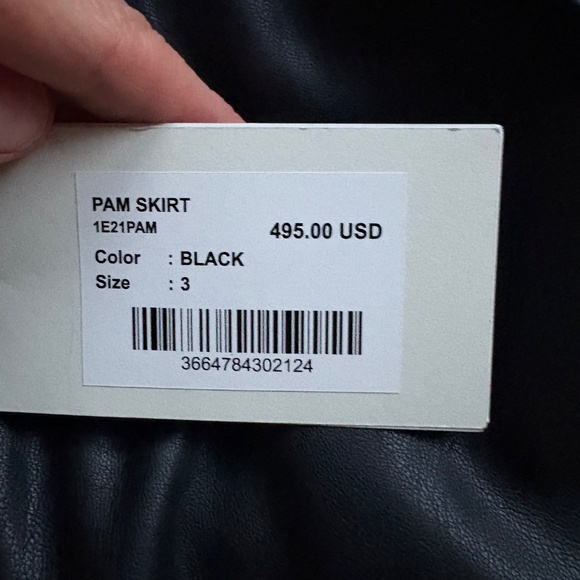 PAM SKIRT
1E21PAM
495.00 USD
Color : BLACK
Size : 3
3664784302124